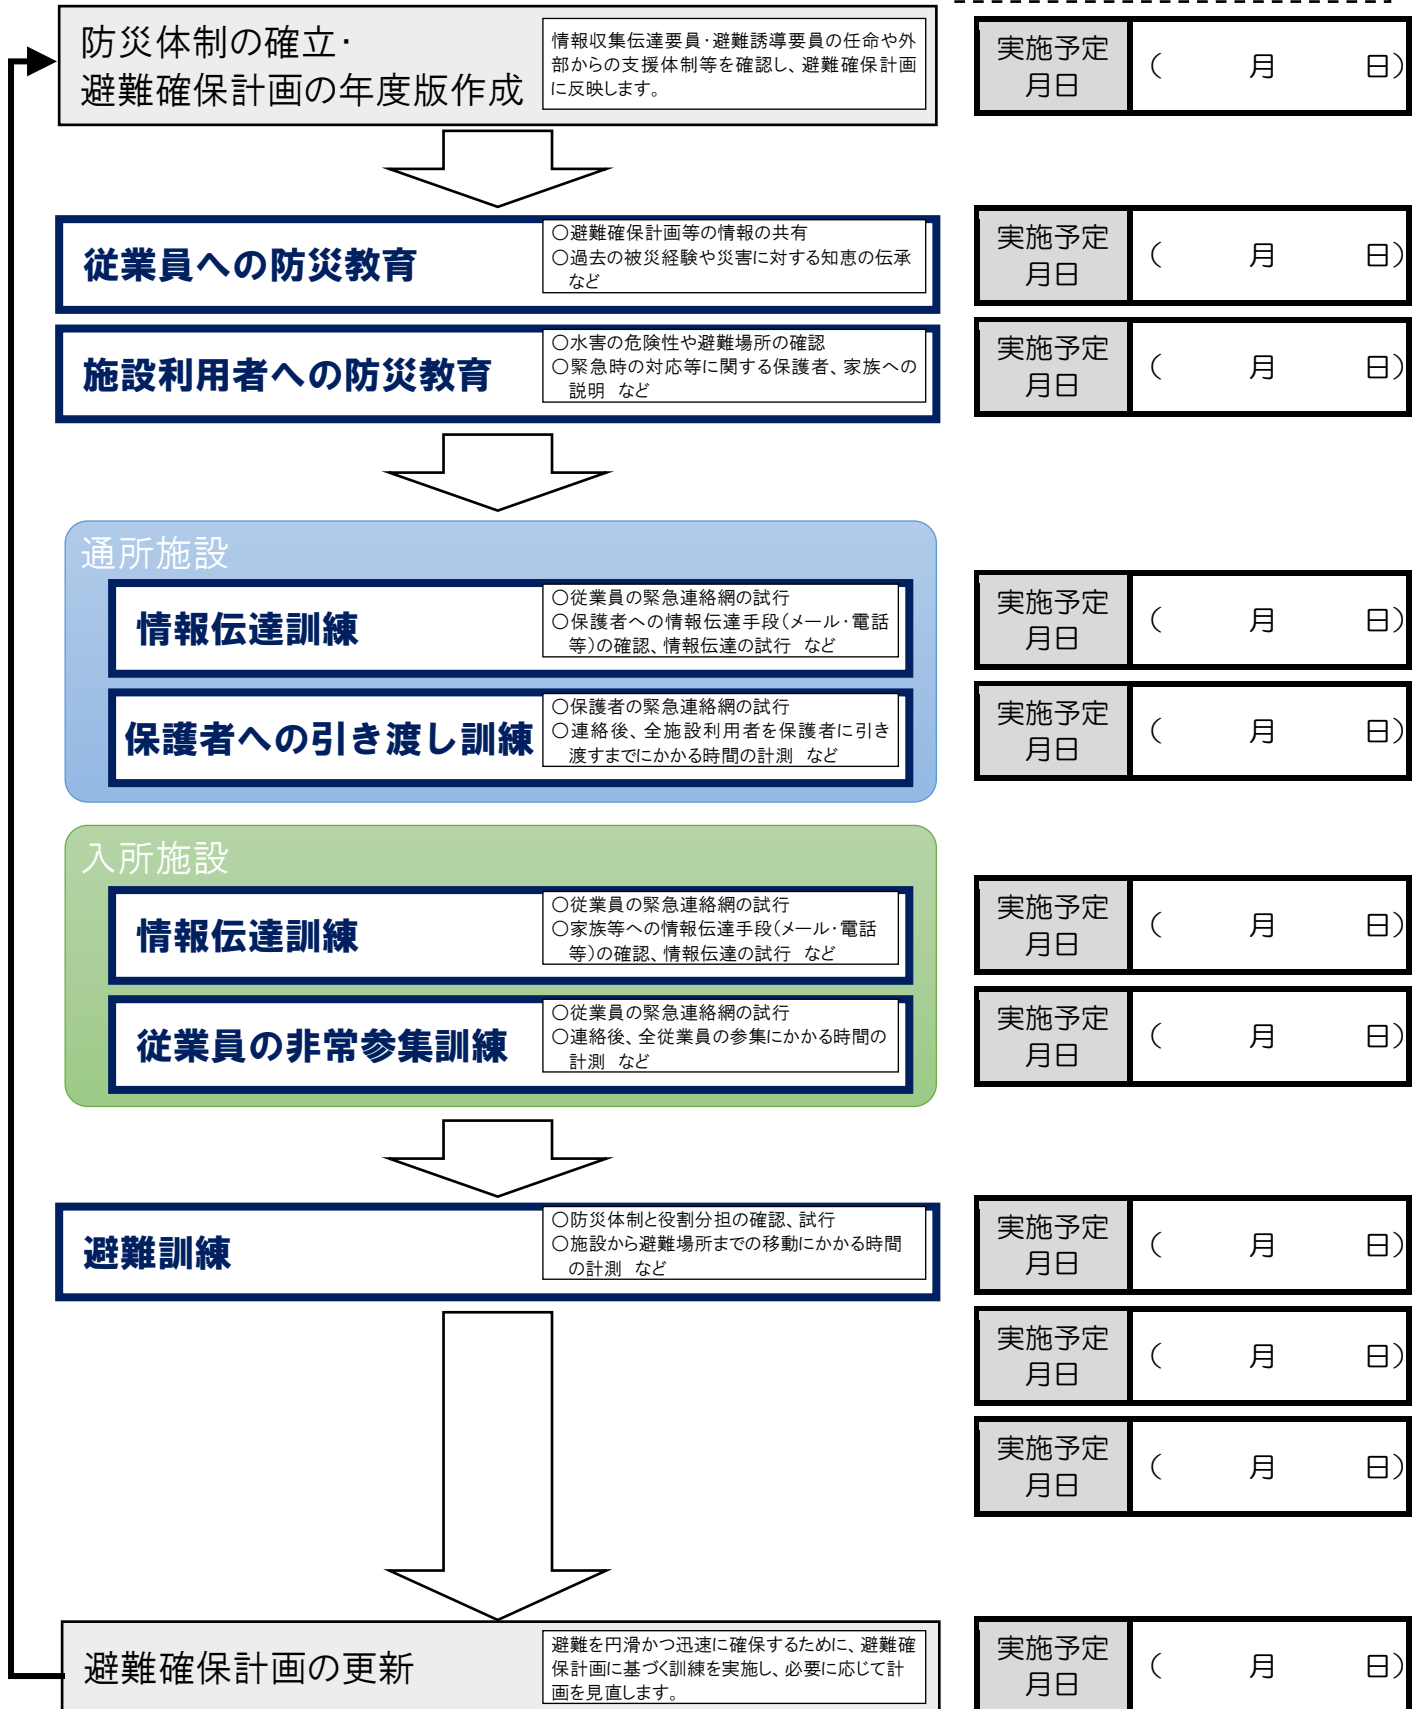 防災体制の確立・
避難確保計画の年度版作成
情報収集伝達要員・避難誘導要員の任命や外
部からの支援体制等を確認し、避難確保計画
に反映します。
実施予定
月日
（　　月　　日）
従業員への防災教育
○避難確保計画等の情報の共有
○過去の被災経験や災害に対する知恵の伝承
など
実施予定
月日
（　　月　　日）
施設利用者への防災教育
○水害の危険性や避難場所の確認
○緊急時の対応等に関する保護者、家族への
説明　など
実施予定
月日
（　　月　　日）
通所施設
情報伝達訓練
○従業員の緊急連絡網の試行
○保護者への情報伝達手段（メール・電話
等）の確認、情報伝達の試行　など
実施予定
月日
（　　月　　日）
保護者への引き渡し訓練
○保護者の緊急連絡網の試行
○連絡後、全施設利用者を保護者に引き
渡すまでにかかる時間の計測　など
実施予定
月日
（　　月　　日）
入所施設
情報伝達訓練
○従業員の緊急連絡網の試行
○家族等への情報伝達手段（メール・電話
等）の確認、情報伝達の試行　など
実施予定
月日
（　　月　　日）
従業員の非常参集訓練
○従業員の緊急連絡網の試行
○連絡後、全従業員の参集にかかる時間の
計測　など
実施予定
月日
（　　月　　日）
避難訓練
○防災体制と役割分担の確認、試行
○施設から避難場所までの移動にかかる時間
の計測　など
実施予定
月日
（　　月　　日）
実施予定
月日
（　　月　　日）
実施予定
月日
（　　月　　日）
避難確保計画の更新
避難を円滑かつ迅速に確保するために、避難確
保計画に基づく訓練を実施し、必要に応じて計
画を見直します。
実施予定
月日
（　　月　　日）